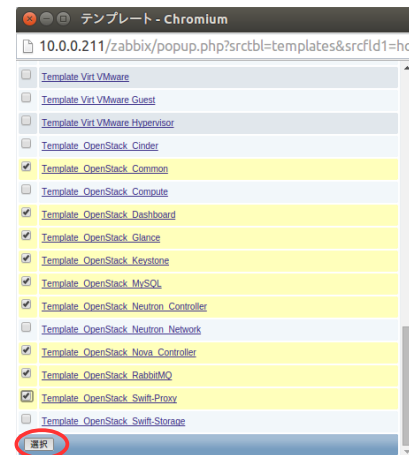 テンプレート - Chromium
10.0.0.211/zabbix/popup.php?srctbl=templates&srcfld1=ho
Template Virt VMware
Template Virt VMware Guest
Template Virt VMware Hypervisor
Template_OpenStack_Cinder
Template_OpenStack_Common
Template_OpenStack_Compute
Template_OpenStack_Dashboard
Template_OpenStack_Glance
Template_OpenStack_Keystone
Template_OpenStack_MySQL
Template_OpenStack_Neutron_Controller
Template_OpenStack_Neutron_Network
Template_OpenStack_Nova_Controller
Template_OpenStack_RabbitMQ
Template_OpenStack_Swift-Proxy
Template_OpenStack_Swift-Storage
選択